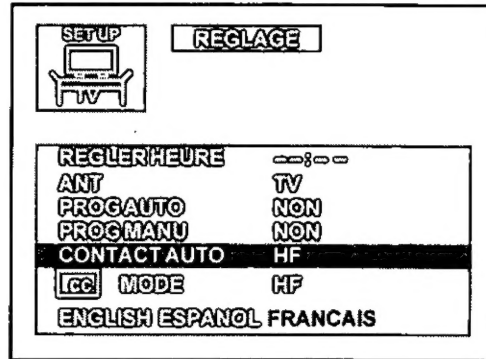 SET UP
REGLAGE
TV
REGLER HEURE --:--
ANT TV
PROG AUTO NON
PROG MANU NON
CONTACT AUTO HF
CC MODE HF
ENGLISH ESPANOL FRANCAIS